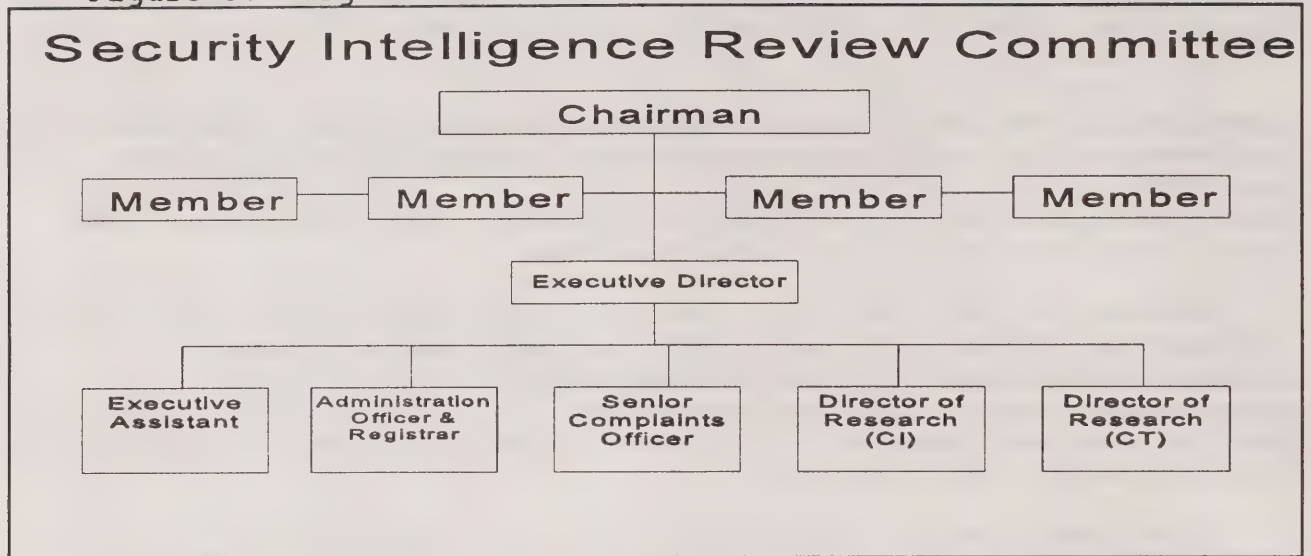 Security Intelligence Review Committee
Chairman
Member Member Member Member
Executive Director
Executive
Assistant
Administration
Officer &
Registrar
Senior
Complaints
Officer
Director of
Research
(CI)
Director of
Research
(CT)